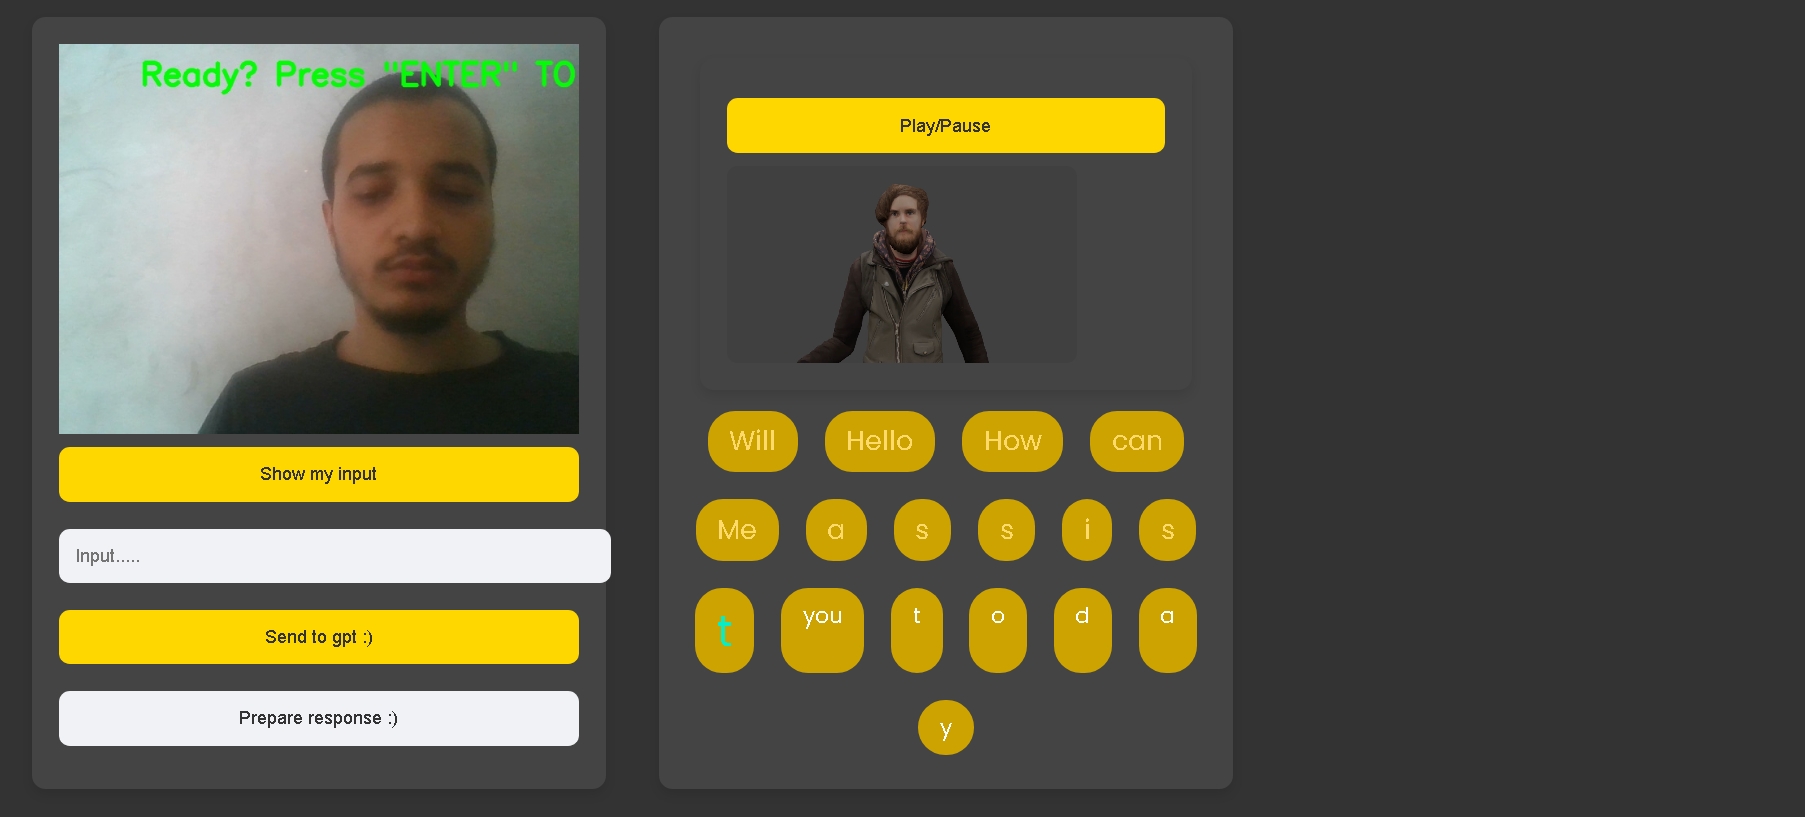 Ready? Press "ENTER" TO
Show my input
Input.....
Send to gpt :)
Prepare response :)
Play/Pause
Will Hello How can
Me a s s i s
t you t o d a
y